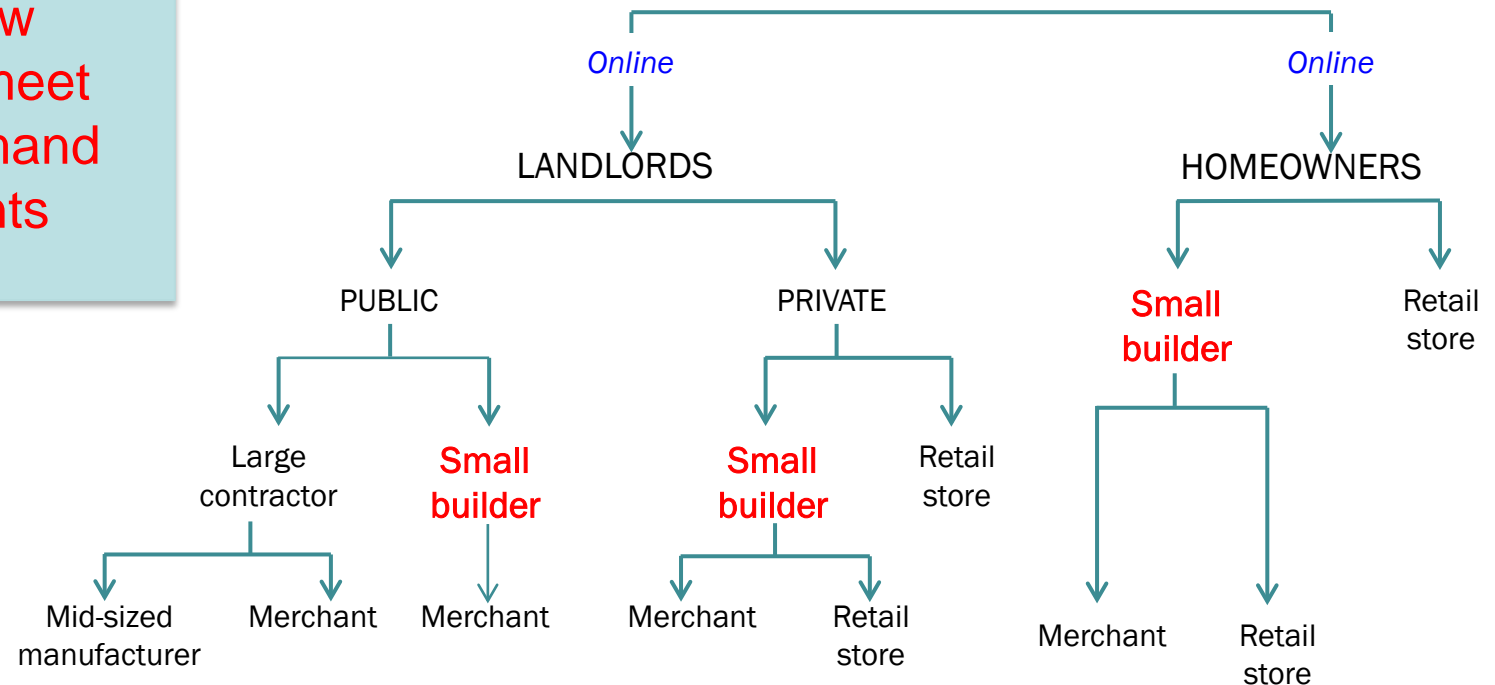 Online
Online
LANDLORDS
HOMEOWNERS
PUBLIC
PRIVATE
Small
builder
Retail
store
Large
contractor
Small
builder
Small
builder
Retail
store
Mid-sized
manufacturer
Merchant
Merchant
Merchant
Retail
store
Merchant
Retail
store